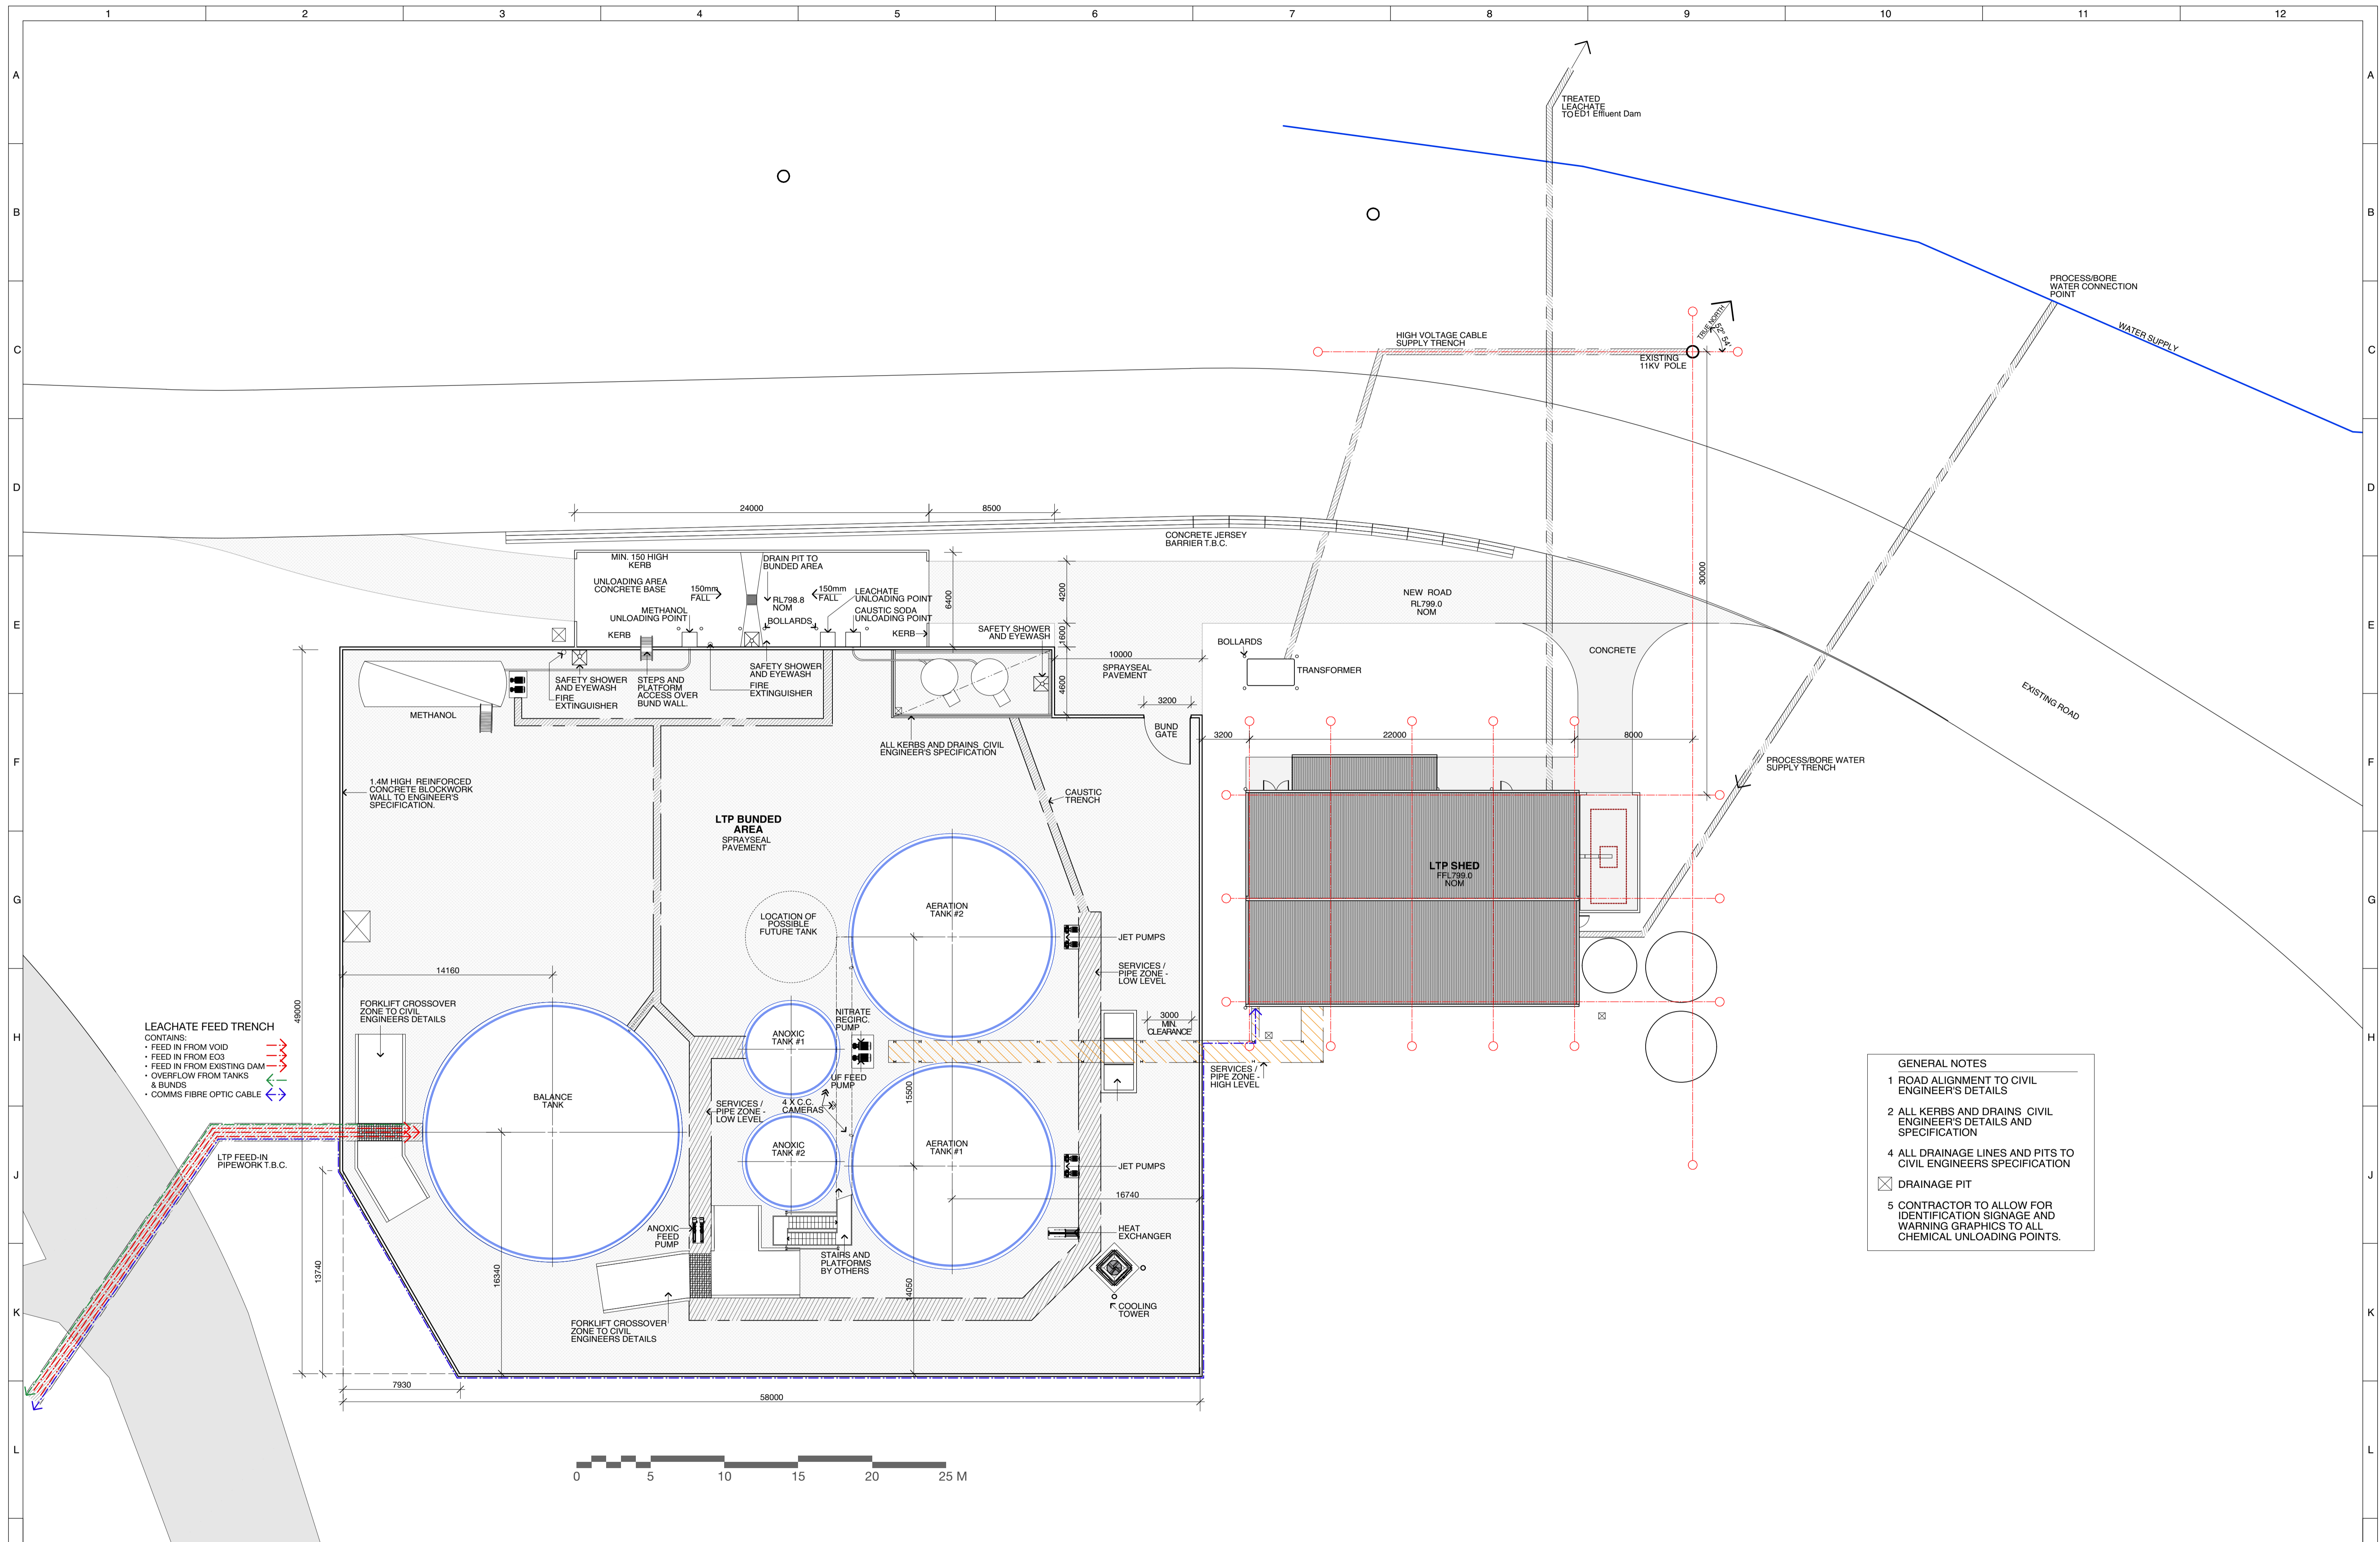 1 2 3 4 5 6 7 8 9 10 11 12
A
A
B
B
C
C
D
D
E
E
F
F
G
G
H
H
J
J
K
K
L
L
TREATED
LEACHATE
TO ED1 Effluent Dam
PROCESS/BORE
WATER CONNECTION
POINT
WATER SUPPLY
HIGH VOLTAGE CABLE
SUPPLY TRENCH
TRUE NORTH
52° 54'
EXISTING
11KV POLE
30000
24000
8500
CONCRETE JERSEY
BARRIER T.B.C.
MIN. 150 HIGH
KERB
UNLOADING AREA
CONCRETE BASE
DRAIN PIT TO
BUNDED AREA
150mm
FALL
150mm
FALL
RL798.8
NOM
LEACHATE
UNLOADING POINT
METHANOL
UNLOADING POINT
BOLLARDS
CAUSTIC SODA
UNLOADING POINT
KERB
KERB
6400
4200
1600
4600
SAFETY SHOWER
AND EYEWASH
NEW ROAD
RL799.0
NOM
CONCRETE
BOLLARDS
TRANSFORMER
10000
SPRAYSEAL
PAVEMENT
3200
BUND
GATE
3200
22000
8000
EXISTING ROAD
SAFETY SHOWER
AND EYEWASH
FIRE
EXTINGUISHER
STEPS AND
PLATFORM
ACCESS OVER
BUND WALL.
SAFETY SHOWER
AND EYEWASH
FIRE
EXTINGUISHER
METHANOL
ALL KERBS AND DRAINS CIVIL
ENGINEER'S SPECIFICATION
PROCESS/BORE WATER
SUPPLY TRENCH
1.4M HIGH REINFORCED
CONCRETE BLOCKWORK
WALL TO ENGINEER'S
SPECIFICATION.
CAUSTIC
TRENCH
LTP BUNDED
AREA
SPRAYSEAL
PAVEMENT
LTP SHED
FFL799.0
NOM
LOCATION OF
POSSIBLE
FUTURE TANK
AERATION
TANK #2
JET PUMPS
SERVICES /
PIPE ZONE -
LOW LEVEL
14160
49000
FORKLIFT CROSSOVER
ZONE TO CIVIL
ENGINEERS DETAILS
NITRATE
RECIRC.
PUMP
3000
MIN.
CLEARANCE
ANOXIC
TANK #1
LEACHATE FEED TRENCH
CONTAINS:
• FEED IN FROM VOID
• FEED IN FROM EO3
• FEED IN FROM EXISTING DAM
• OVERFLOW FROM TANKS
& BUNDS
• COMMS FIBRE OPTIC CABLE
SERVICES /
PIPE ZONE -
HIGH LEVEL
UF FEED
PUMP
15500
BALANCE
TANK
SERVICES /
PIPE ZONE -
LOW LEVEL
4 X C.C.
CAMERAS
ANOXIC
TANK #2
AERATION
TANK #1
JET PUMPS
LTP FEED-IN
PIPEWORK T.B.C.
16740
ANOXIC
FEED
PUMP
HEAT
EXCHANGER
STAIRS AND
PLATFORMS
BY OTHERS
13740
16340
14050
COOLING
TOWER
FORKLIFT CROSSOVER
ZONE TO CIVIL
ENGINEERS DETAILS
7930
58000
GENERAL NOTES
1 ROAD ALIGNMENT TO CIVIL
ENGINEER'S DETAILS
2 ALL KERBS AND DRAINS CIVIL
ENGINEER'S DETAILS AND
SPECIFICATION
4 ALL DRAINAGE LINES AND PITS TO
CIVIL ENGINEERS SPECIFICATION
DRAINAGE PIT
5 CONTRACTOR TO ALLOW FOR
IDENTIFICATION SIGNAGE AND
WARNING GRAPHICS TO ALL
CHEMICAL UNLOADING POINTS.
0 5 10 15 20 25 M